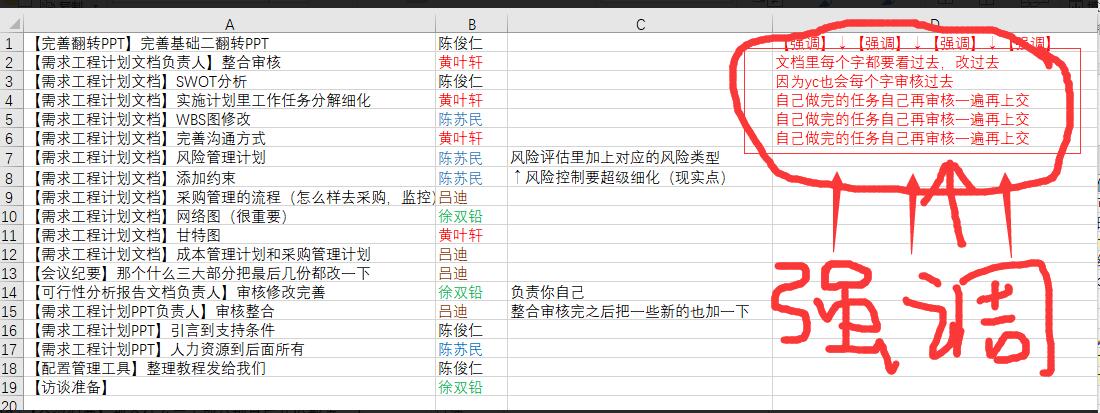 A B C D
1 【完善翻转PPT】完善基础二翻转PPT 陈俊仁 【强调】↓【强调】↓【强调】↓【强调】
2 【需求工程计划文档负责人】整合审核 黄叶轩 文档里每个字都要看过去，改过去
3 【需求工程计划文档】SWOT分析 陈俊仁 因为yc也会每个字审核过去
4 【需求工程计划文档】实施计划里工作任务分解细化 黄叶轩 自己做完的任务自己再审核一遍再上交
5 【需求工程计划文档】WBS图修改 陈苏民 自己做完的任务自己再审核一遍再上交
6 【需求工程计划文档】完善沟通方式 黄叶轩 自己做完的任务自己再审核一遍再上交
7 【需求工程计划文档】风险管理计划 陈苏民 风险评估里加上对应的风险类型
8 【需求工程计划文档】添加约束 陈苏民 ↑风险控制要超级细化（现实点）
9 【需求工程计划文档】采购管理的流程（怎么样去采购，监控） 吕迪
10 【需求工程计划文档】网络图（很重要） 徐双铅
11 【需求工程计划文档】甘特图 黄叶轩
12 【需求工程计划文档】成本管理计划和采购管理计划 吕迪
13 【会议纪要】那个什么三大部分把最后几份都改一下 吕迪
14 【可行性分析报告文档负责人】审核修改完善 徐双铅 负责你自己
15 【需求工程计划PPT负责人】审核整合 吕迪 整合审核完之后把一些新的也加一下
16 【需求工程计划PPT】引言到支持条件 陈俊仁
17 【需求工程计划PPT】人力资源到后面所有 陈苏民
18 【配置管理工具】整理教程发给我们 陈俊仁
19 【访谈准备】 徐双铅
20
强调